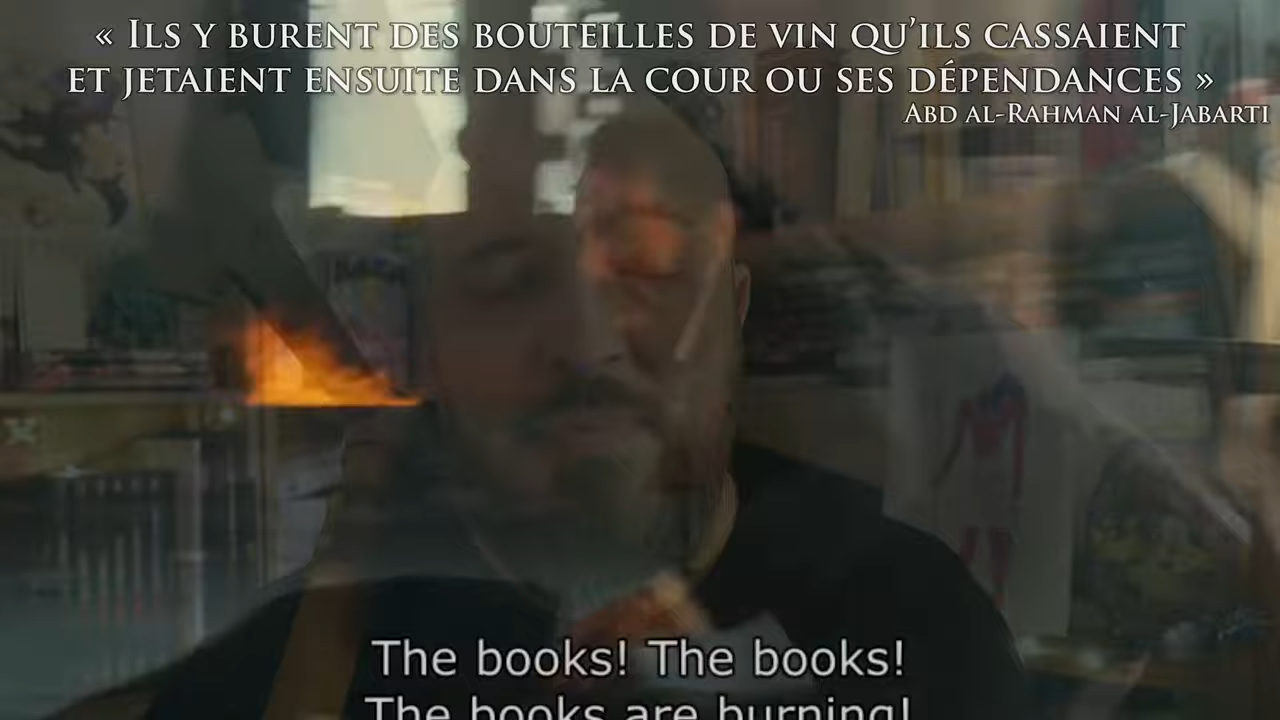 « Ils y burent des bouteilles de vin qu’ils cassaient
et jetaient ensuite dans la cour ou ses dépendances »
Abd al-Rahman al-Jabarti
The books! The books!
The books are burning!